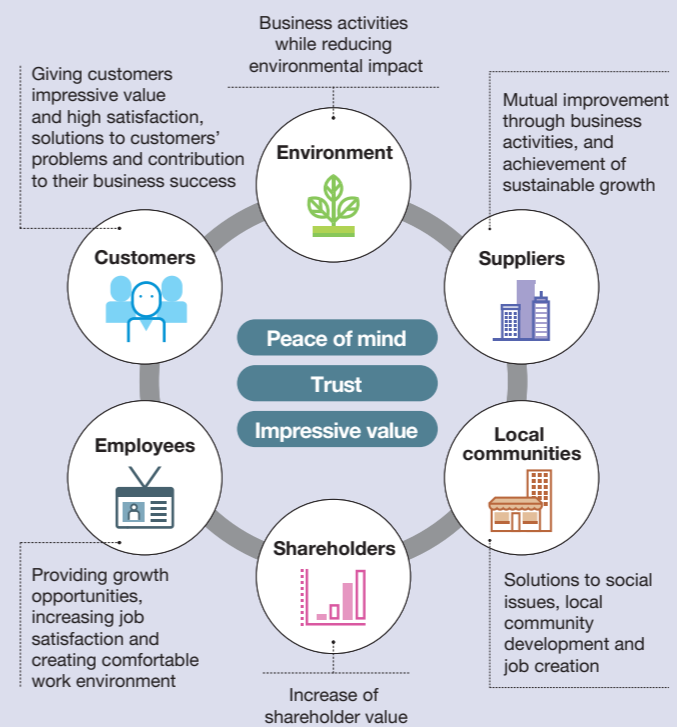 Business activities
while reducing
environmental impact
Giving customers
impressive value
and high satisfaction,
solutions to customers’
problems and contribution
to their business success
Mutual improvement
through business
activities, and
achievement of
sustainable growth
Environment
Customers
Suppliers
Peace of mind
Trust
Impressive value
Employees
Local
communities
Shareholders
Providing growth
opportunities,
increasing job
satisfaction and
creating comfortable
work environment
Solutions to social
issues, local
community
development and
job creation
Increase of
shareholder value